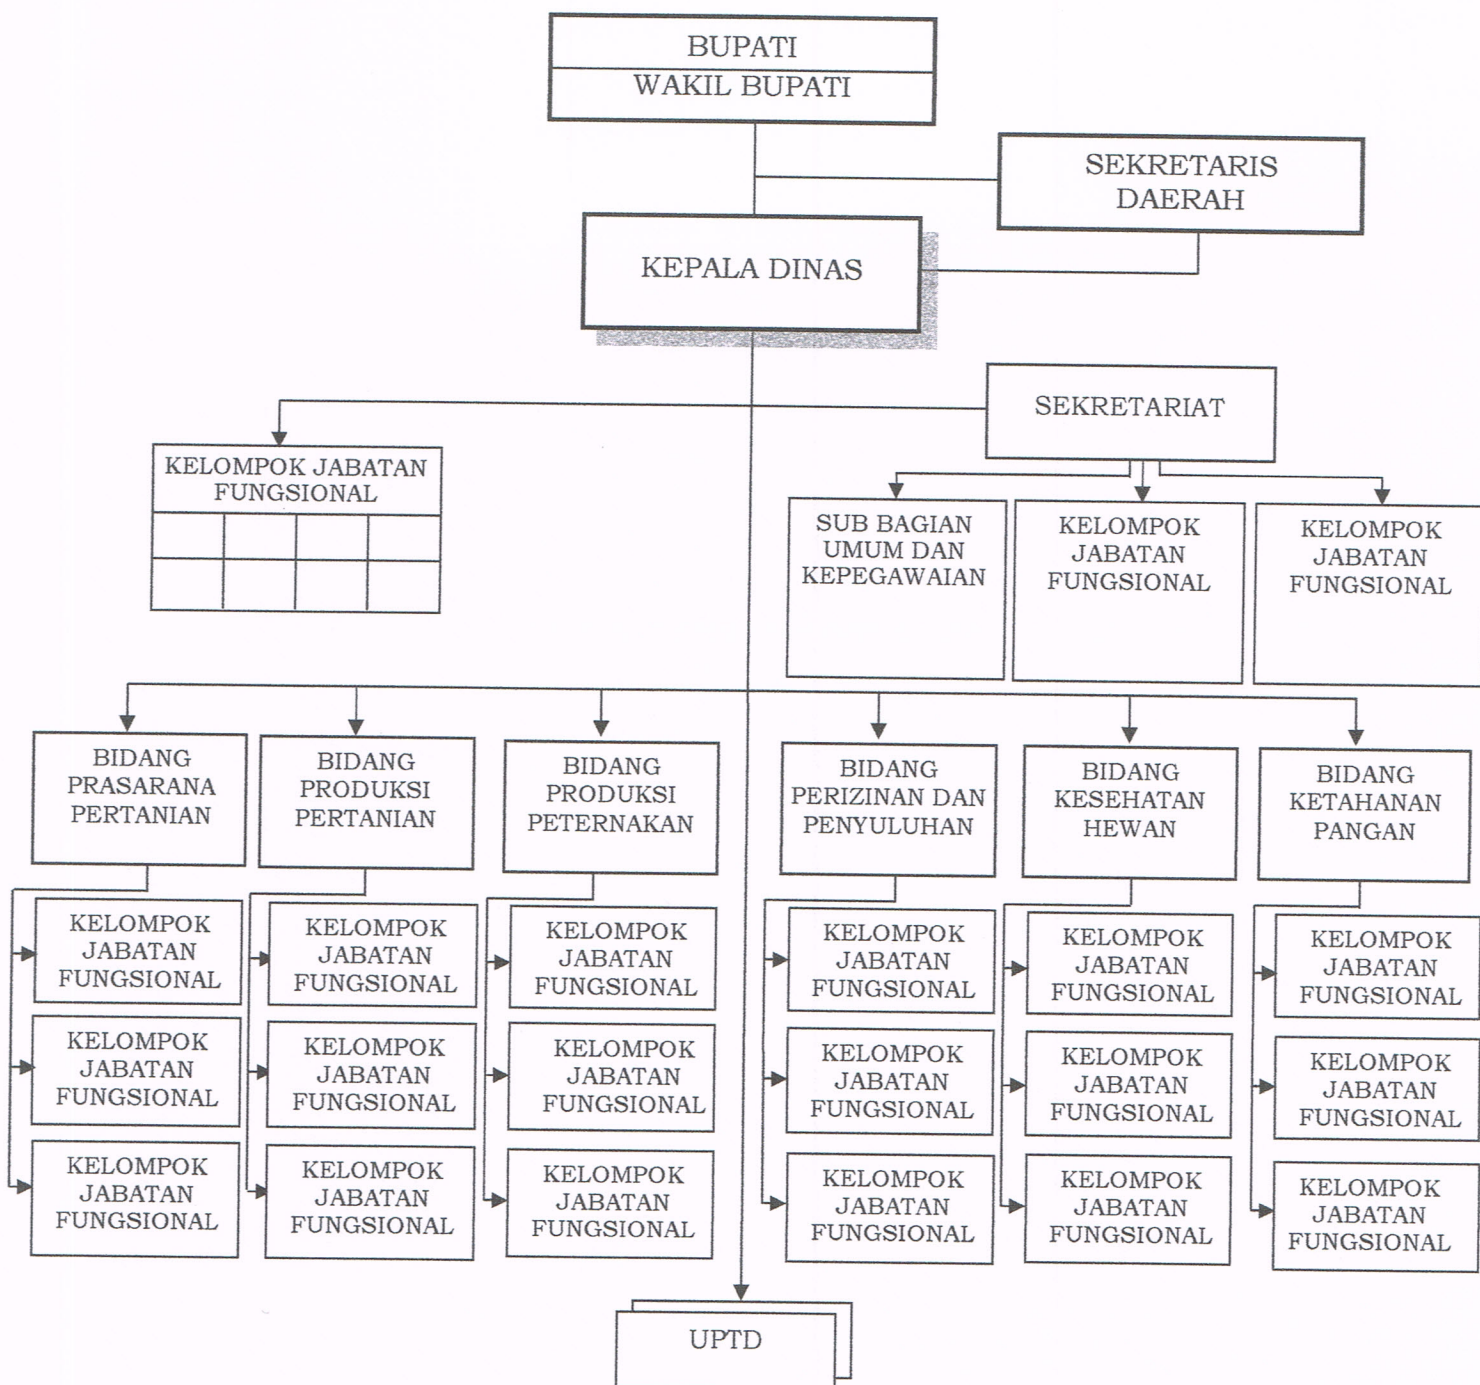 BUPATI
WAKIL BUPATI
SEKRETARIS
DAERAH
KEPALA DINAS
SEKRETARIAT
KELOMPOK JABATAN
FUNGSIONAL
SUB BAGIAN
UMUM DAN
KEPEGAWAIAN
KELOMPOK
JABATAN
FUNGSIONAL
KELOMPOK
JABATAN
FUNGSIONAL
BIDANG
PRASARANA
PERTANIAN
BIDANG
PRODUKSI
PERTANIAN
BIDANG
PRODUKSI
PETERNAKAN
BIDANG
PERIZINAN DAN
PENYULUHAN
BIDANG
KESEHATAN
HEWAN
BIDANG
KETAHANAN
PANGAN
KELOMPOK
JABATAN
FUNGSIONAL
KELOMPOK
JABATAN
FUNGSIONAL
KELOMPOK
JABATAN
FUNGSIONAL
KELOMPOK
JABATAN
FUNGSIONAL
KELOMPOK
JABATAN
FUNGSIONAL
KELOMPOK
JABATAN
FUNGSIONAL
KELOMPOK
JABATAN
FUNGSIONAL
KELOMPOK
JABATAN
FUNGSIONAL
KELOMPOK
JABATAN
FUNGSIONAL
KELOMPOK
JABATAN
FUNGSIONAL
KELOMPOK
JABATAN
FUNGSIONAL
KELOMPOK
JABATAN
FUNGSIONAL
KELOMPOK
JABATAN
FUNGSIONAL
KELOMPOK
JABATAN
FUNGSIONAL
KELOMPOK
JABATAN
FUNGSIONAL
KELOMPOK
JABATAN
FUNGSIONAL
KELOMPOK
JABATAN
FUNGSIONAL
KELOMPOK
JABATAN
FUNGSIONAL
UPTD